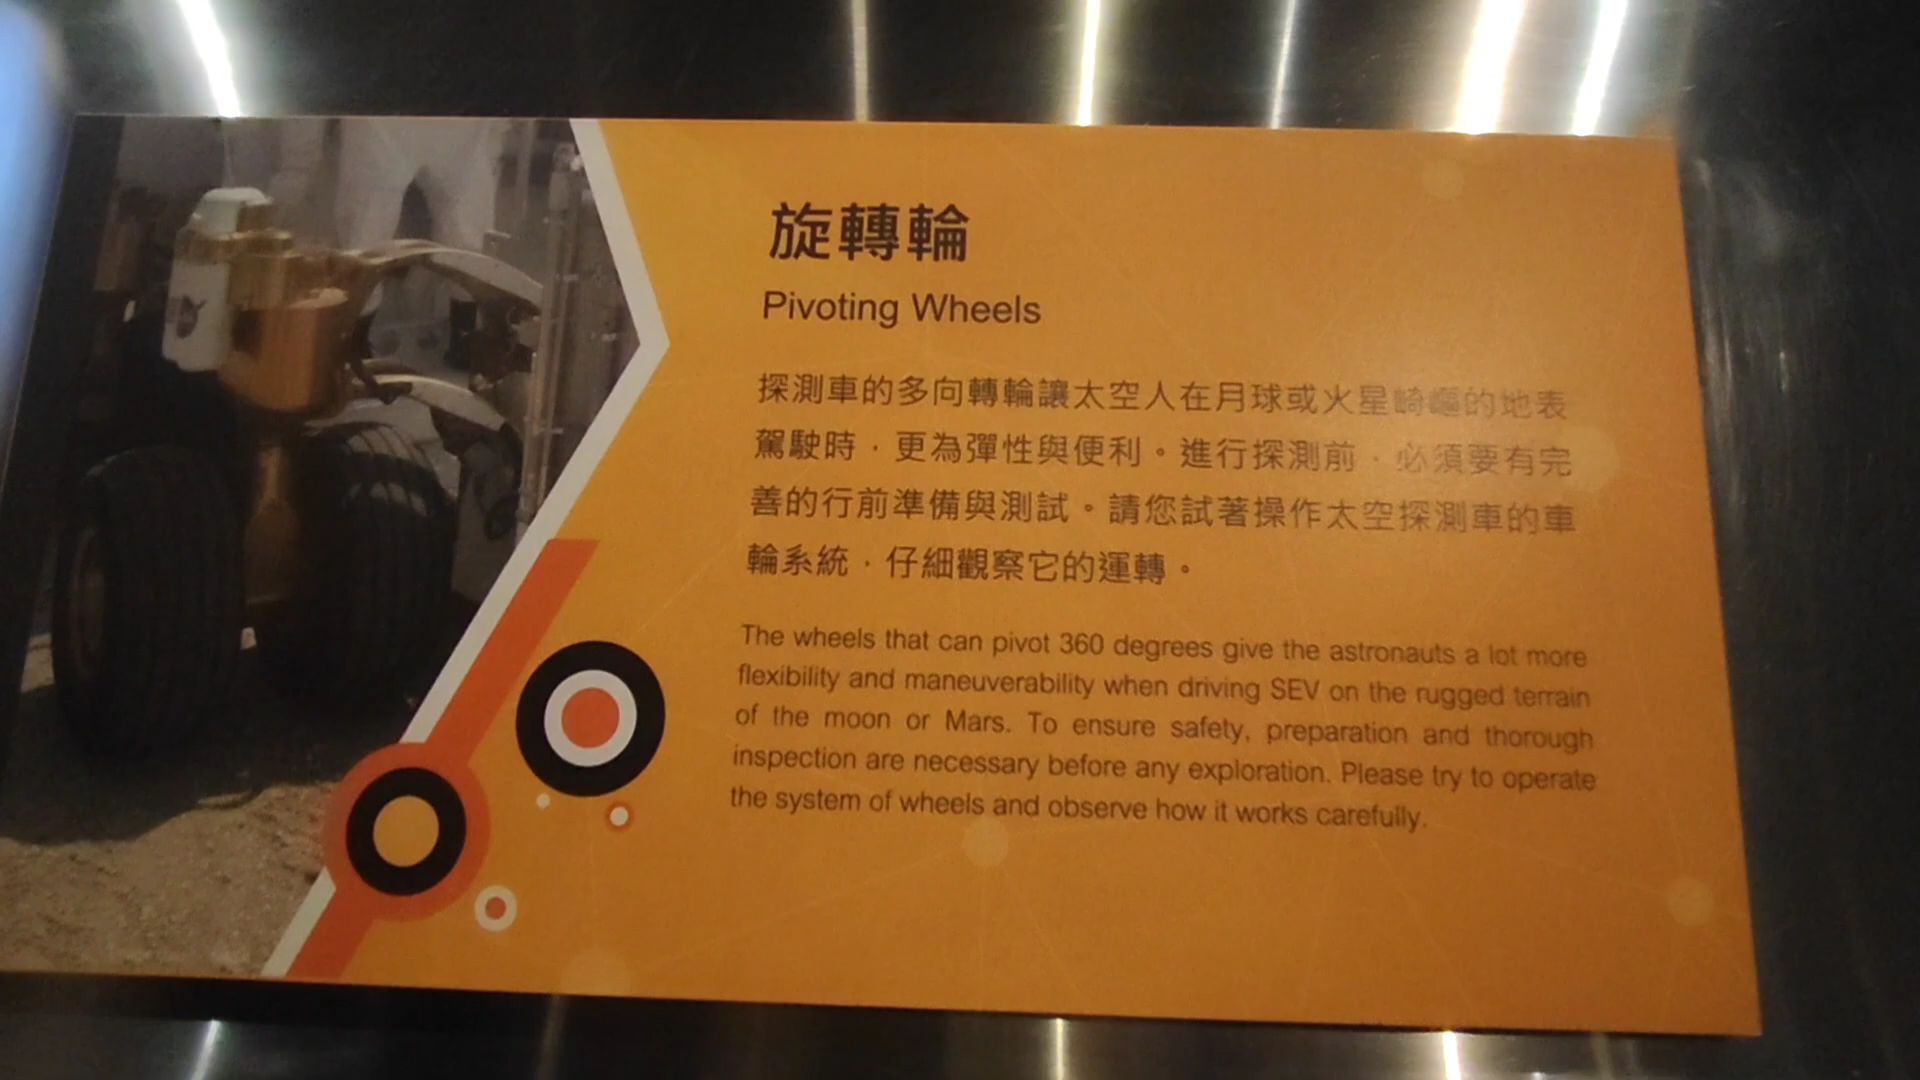 旋轉輪
Pivoting Wheels
探測車的多向轉輪讓太空人在月球或火星崎嶇的地表
駕駛時，更為彈性與便利。進行探測前，必須要有完
善的行前準備與測試。請您試著操作太空探測車的車
輪系統，仔細觀察它的運轉。
The wheels that can pivot 360 degrees give the astronauts a lot more
flexibility and maneuverability when driving SEV on the rugged terrain
of the moon or Mars. To ensure safety, preparation and thorough
inspection are necessary before any exploration. Please try to operate
the system of wheels and observe how it works carefully.